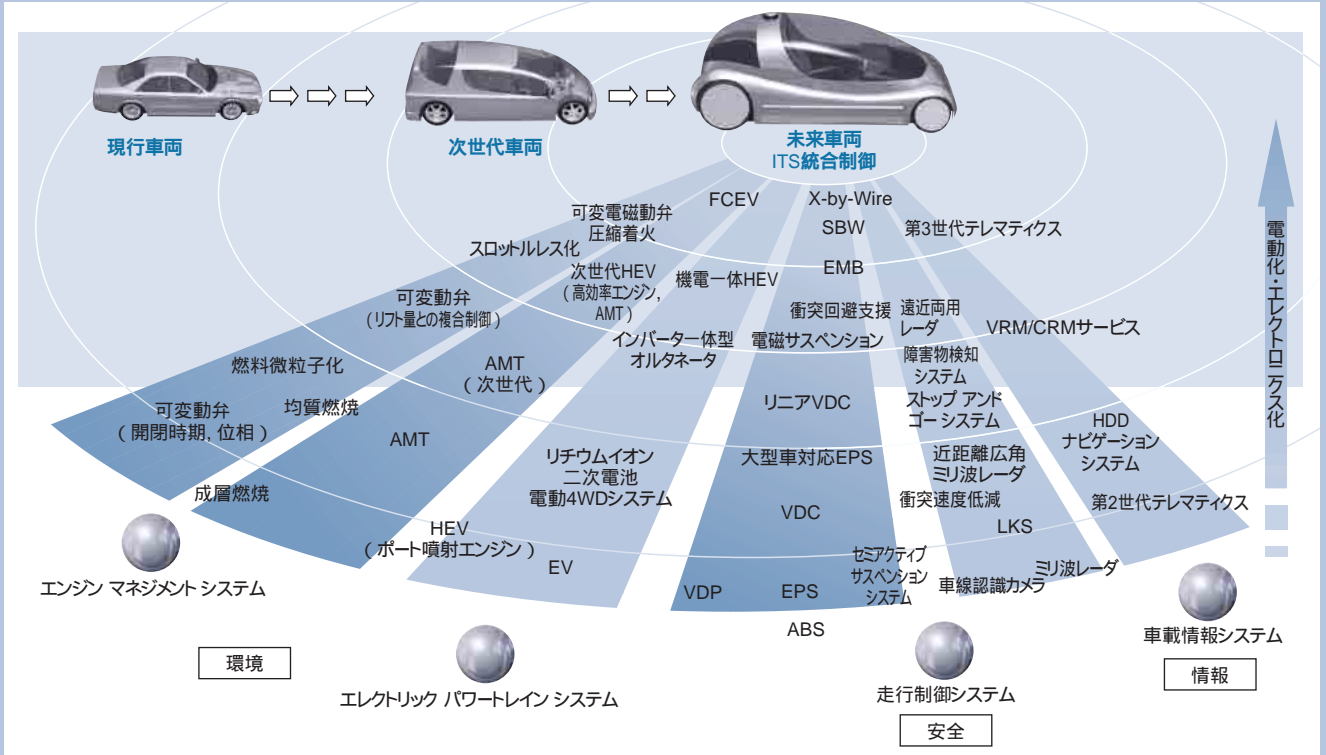 現行車両
次世代車両
未来車両
ITS統合制御
FCEV
X-by-Wire
可変電磁動弁
圧縮着火
SBW
第3世代テレマティクス
スロットルレス化
次世代HEV
(高効率エンジン,
AMT)
機電一体HEV
EMB
可変動弁
(リフト量との複合制御)
衝突回避支援
遠近両用
レーダ
VRM/CRMサービス
インバータ一体型
オルタネータ
電磁サスペンション
燃料微粒子化
AMT
(次世代)
障害物検知
システム
可変動弁
(開閉時期, 位相)
均質燃焼
リニアVDC
ストップ アンド
ゴー システム
HDD
ナビゲーション
システム
AMT
リチウムイオン
二次電池
電動4WDシステム
大型車対応EPS
近距離広角
ミリ波レーダ
成層燃焼
衝突速度低減
第2世代テレマティクス
HEV
(ポート噴射エンジン)
VDC
LKS
EV
セミアクティブ
サスペンション
システム
ミリ波レーダ
車線認識カメラ
VDP
EPS
ABS
エンジン マネジメント システム
環境
エレクトリック パワートレイン システム
走行制御システム
安全
車載情報システム
情報
電動化・エレクトロニクス化